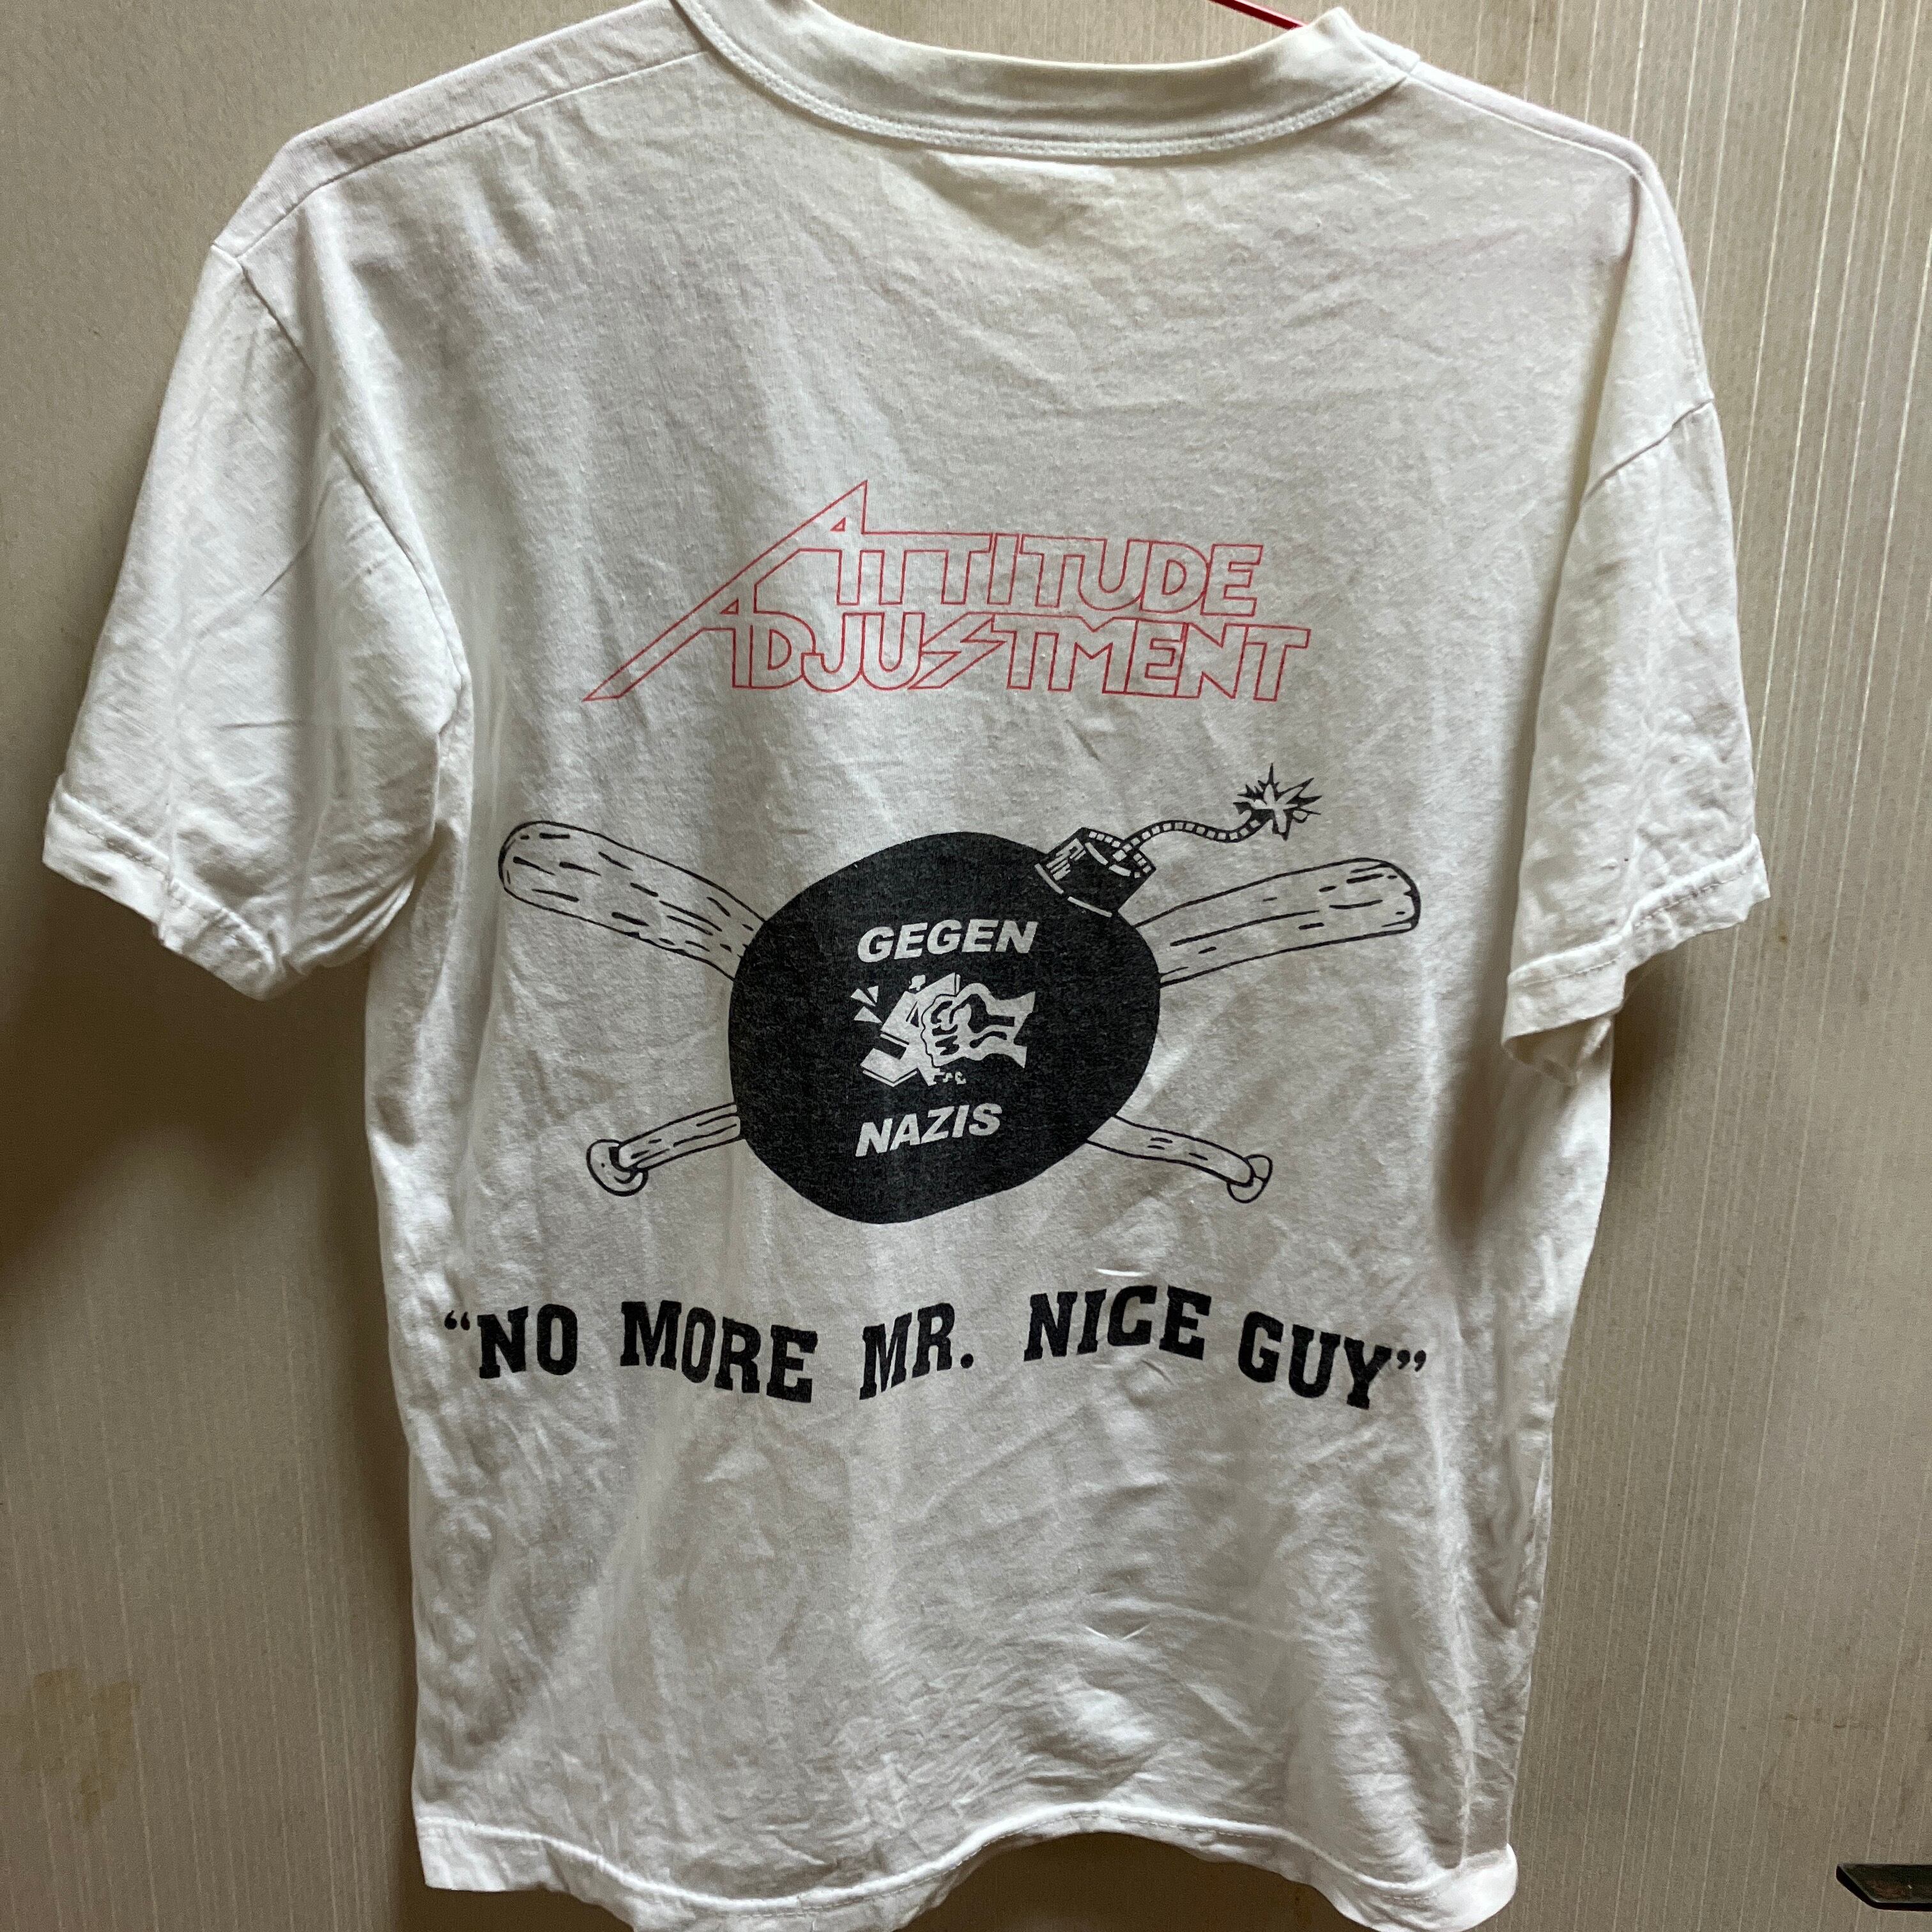 ATTITUDE
ADJUSTMENT
GEGEN
NAZIS
“NO MORE MR. NICE GUY”